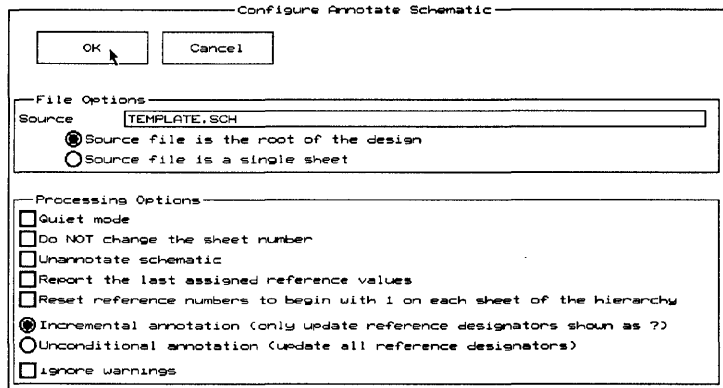 Configure Annotate Schematic
OK Cancel
File Options
Source TEMPLATE.SCH
Source file is the root of the design
Source file is a single sheet
Processing Options
Quiet mode
Do NOT change the sheet number
Unannotate schematic
Report the last assigned reference values
Reset reference numbers to begin with 1 on each sheet of the hierarchy
Incremental annotation (only update reference designators shown as ?)
Unconditional annotation (update all reference designators)
Ignore warnings